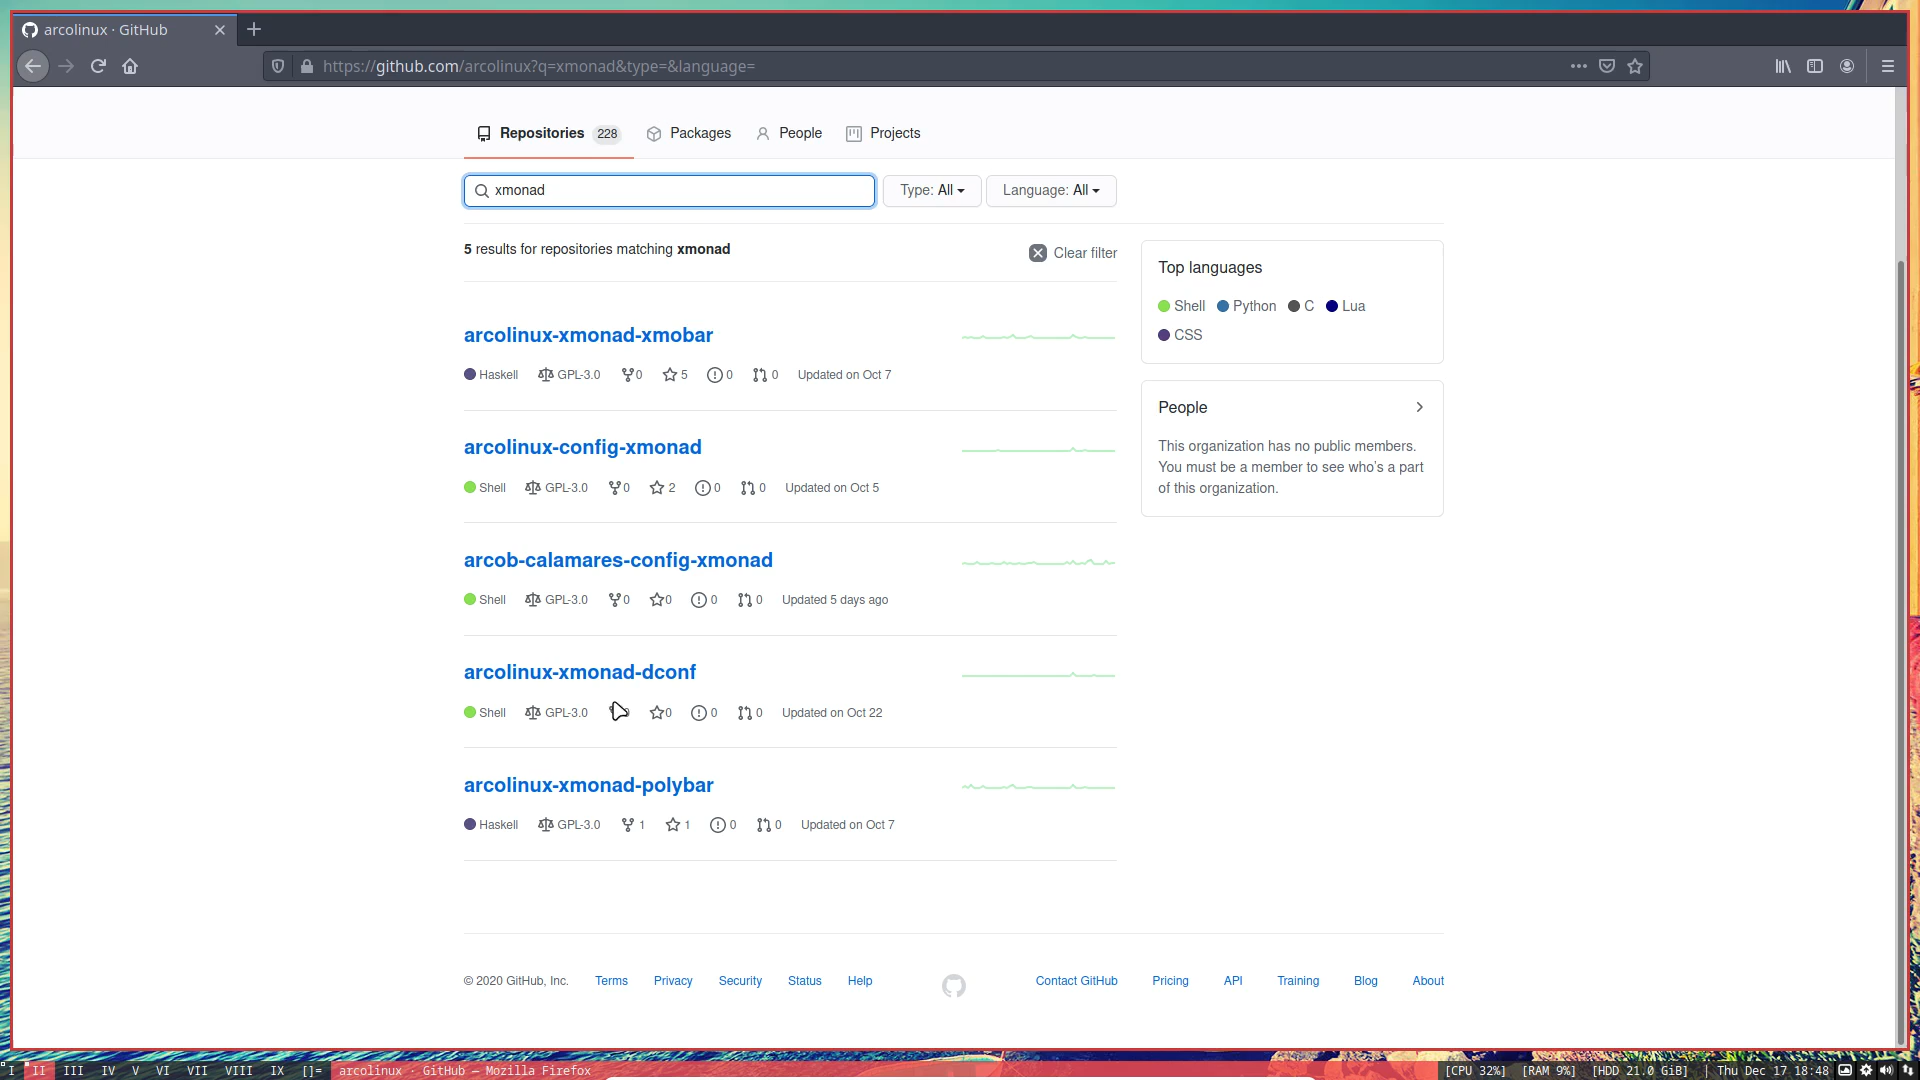 arcolinux · GitHub
https://github.com/arcolinux?q=xmonad&type=&language=
Repositories 228 Packages People Projects
xmonad
Type: All Language: All
5 results for repositories matching xmonad
Clear filter
arcolinux-xmonad-xmobar
Haskell GPL-3.0 0 5 0 0 Updated on Oct 7
arcolinux-config-xmonad
Shell GPL-3.0 0 2 0 0 Updated on Oct 5
arcob-calamares-config-xmonad
Shell GPL-3.0 0 0 0 0 Updated 5 days ago
arcolinux-xmonad-dconf
Shell GPL-3.0 0 0 0 Updated on Oct 22
arcolinux-xmonad-polybar
Haskell GPL-3.0 1 1 0 0 Updated on Oct 7
Top languages
Shell Python C Lua
CSS
People
This organization has no public members.
You must be a member to see who's a part
of this organization.
© 2020 GitHub, Inc. Terms Privacy Security Status Help Contact GitHub Pricing API Training Blog About
I II III IV V VI VII VIII IX []= arcolinux · GitHub — Mozilla Firefox [CPU 32%] [RAM 9%] [HDD 21.0 GiB] | Thu Dec 17 18:48